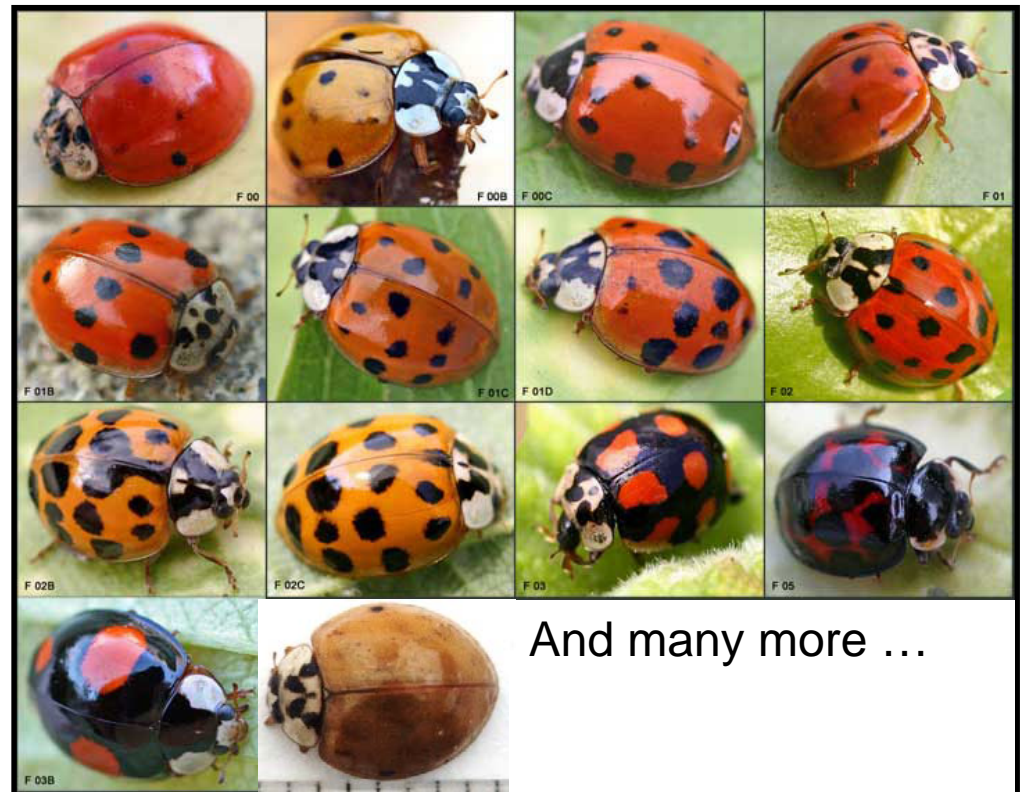 F 00
F 00B
F 00C
F 01
F 01B
F 01C
F 01D
F 02
F 02B
F 02C
F 03
F 05
F 03B
And many more …